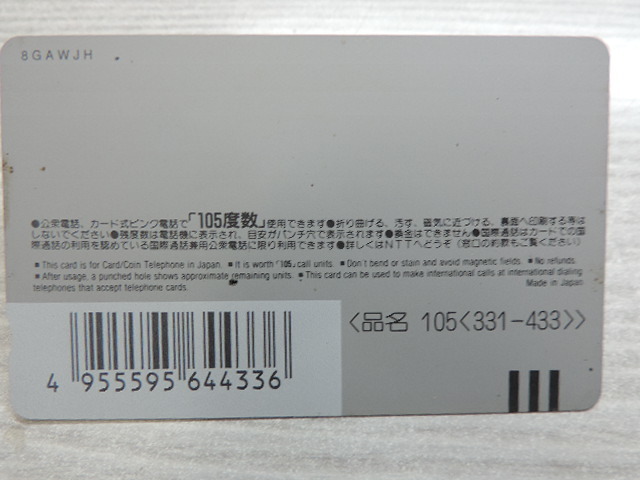 8GAWJH
●公衆電話、カード式ピンク電話で「105度数」使用できます●折り曲げる、汚す、磁気に近づける、裏面へ印刷する等は
しないでください●残度数は電話機に表示され、目安がパンチ穴で表示されます●換金はできません●国際通話はカードでの国
際通話の利用を認めている国際通話兼用公衆電話に限り利用できます●詳しくはNTTへどうぞ（窓口の約款もご覧ください）
■ This card is for Card/Coin Telephone in Japan. ■ It is worth「105」call units. ■ Don't bend or stain and avoid magnetic fields. ■ No refunds.
■ After usage, a punched hole shows approximate remaining units. ■ This card can be used to make international calls at international dialing
telephones that accept telephone cards. Made in Japan
〈品名 105〈331-433〉〉
4 955595 644336